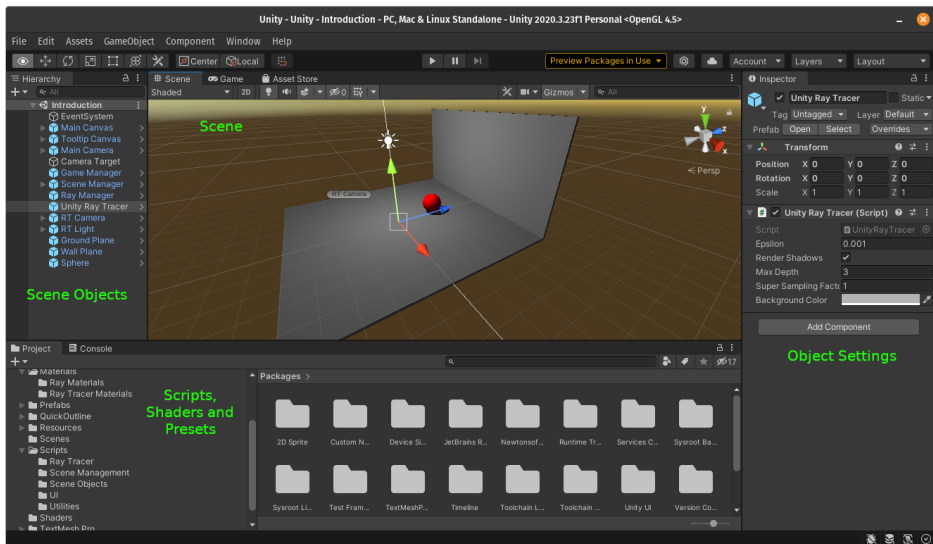 Unity - Unity - Introduction - PC, Mac & Linux Standalone - Unity 2020.3.23f1 Personal <OpenGL 4.5>
File Edit Assets GameObject Component Window Help
Center Local Preview Packages in Use Account Layers Layout
Hierarchy
All
Introduction
EventSystem
Main Canvas
Tooltip Canvas
Main Camera
Camera Target
Game Manager
Scene Manager
Ray Manager
Unity Ray Tracer
RT Camera
RT Light
Ground Plane
Wall Plane
Sphere
Scene Objects
Scene Game Asset Store
Shaded 2D 0 Gizmos All
Scene
RT Camera
y
z
x
Persp
Inspector
Unity Ray Tracer Static
Tag Untagged Layer Default
Prefab Open Select Overrides
Transform
Position X 0 Y 0 Z 0
Rotation X 0 Y 0 Z 0
Scale X 1 Y 1 Z 1
Unity Ray Tracer (Script)
Script UnityRayTracer
Epsilon 0.001
Render Shadows
Max Depth 3
Super Sampling Facto 1
Background Color
Add Component
Object Settings
Project Console
17
Materials
Ray Materials
Ray Tracer Materials
Prefabs
QuickOutline
Resources
Scenes
Scripts
Ray Tracer
Scene Management
Scene Objects
UI
Utilities
Shaders
TextMesh Pro
Scripts,
Shaders and
Presets
Packages >
2D Sprite Custom N... Device Si... JetBrains R... Newtonsof... Runtime Tr... Services C... Sysroot Ba...
Sysroot Li... Test Fram... TextMeshP... Timeline Toolchain L... Toolchain ... Unity UI Version Co...